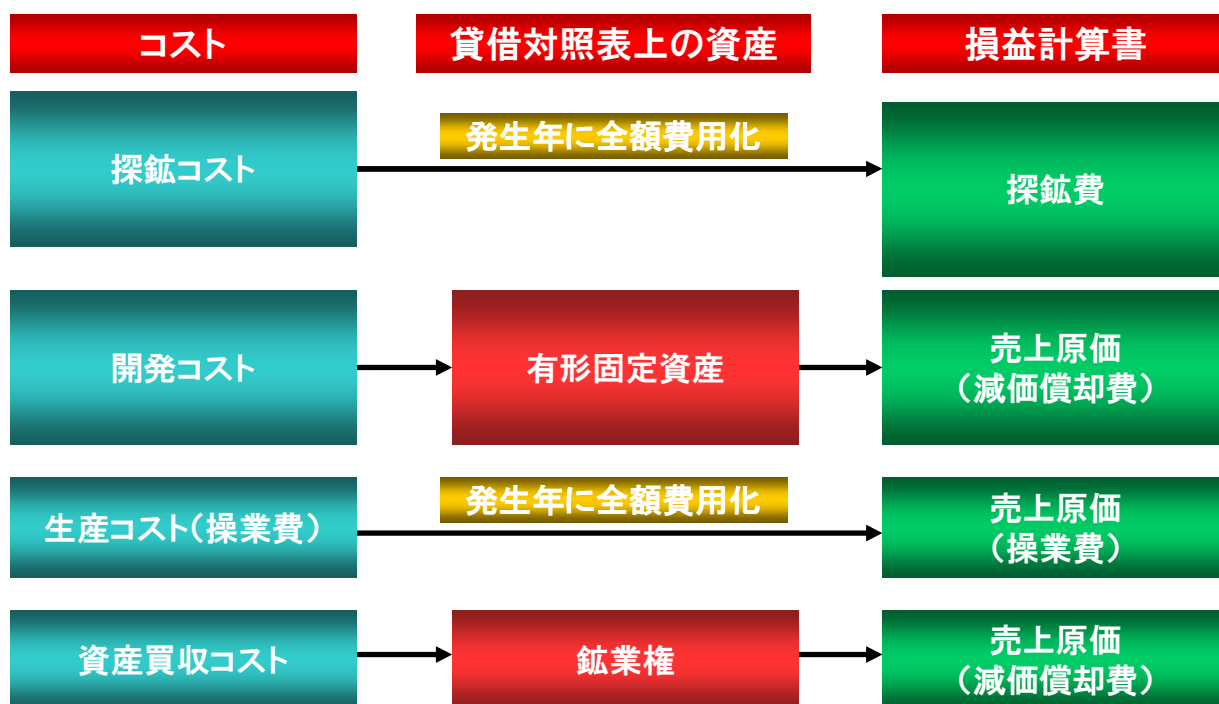 コスト
貸借対照表上の資産
損益計算書
発生年に全額費用化
探鉱コスト
探鉱費
開発コスト
有形固定資産
売上原価
（減価償却費）
発生年に全額費用化
生産コスト（操業費）
売上原価
（操業費）
資産買収コスト
鉱業権
売上原価
（減価償却費）